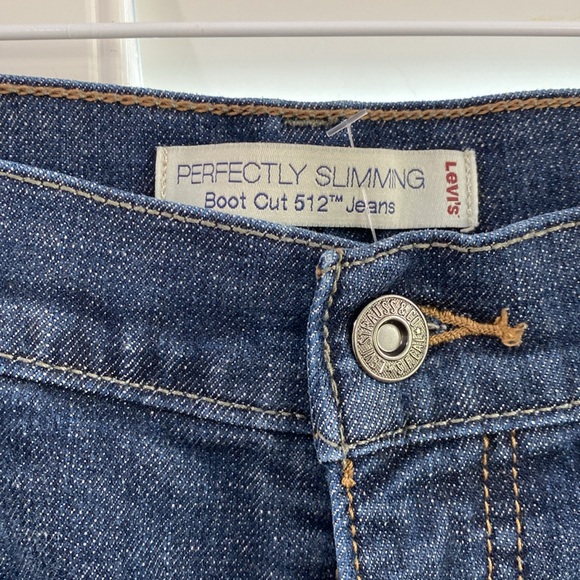 PERFECTLY SLIMMING
Boot Cut 512™ Jeans
Levi's
LEVI STRAUSS & CO